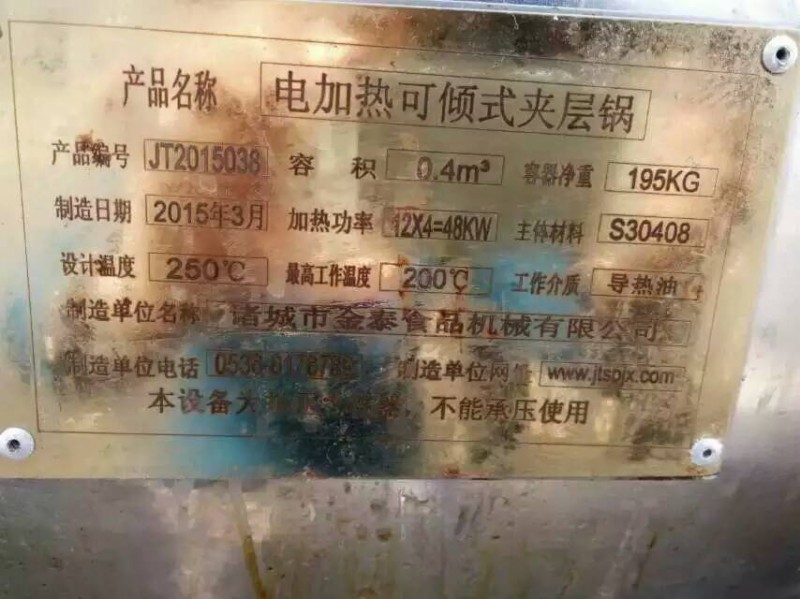 产品名称 电加热可倾式夹层锅
产品编号 JT2015038 容积 0.4m³ 容器净重 195KG
制造日期 2015年3月 加热功率 12X4=48KW 主体材料 S30408
设计温度 250℃ 最高工作温度 200℃ 工作介质 导热油
制造单位名称 诸城市金泰食品机械有限公司
制造单位电话 制造单位网 www.jtspjx.com
本设备 器,不能承压使用